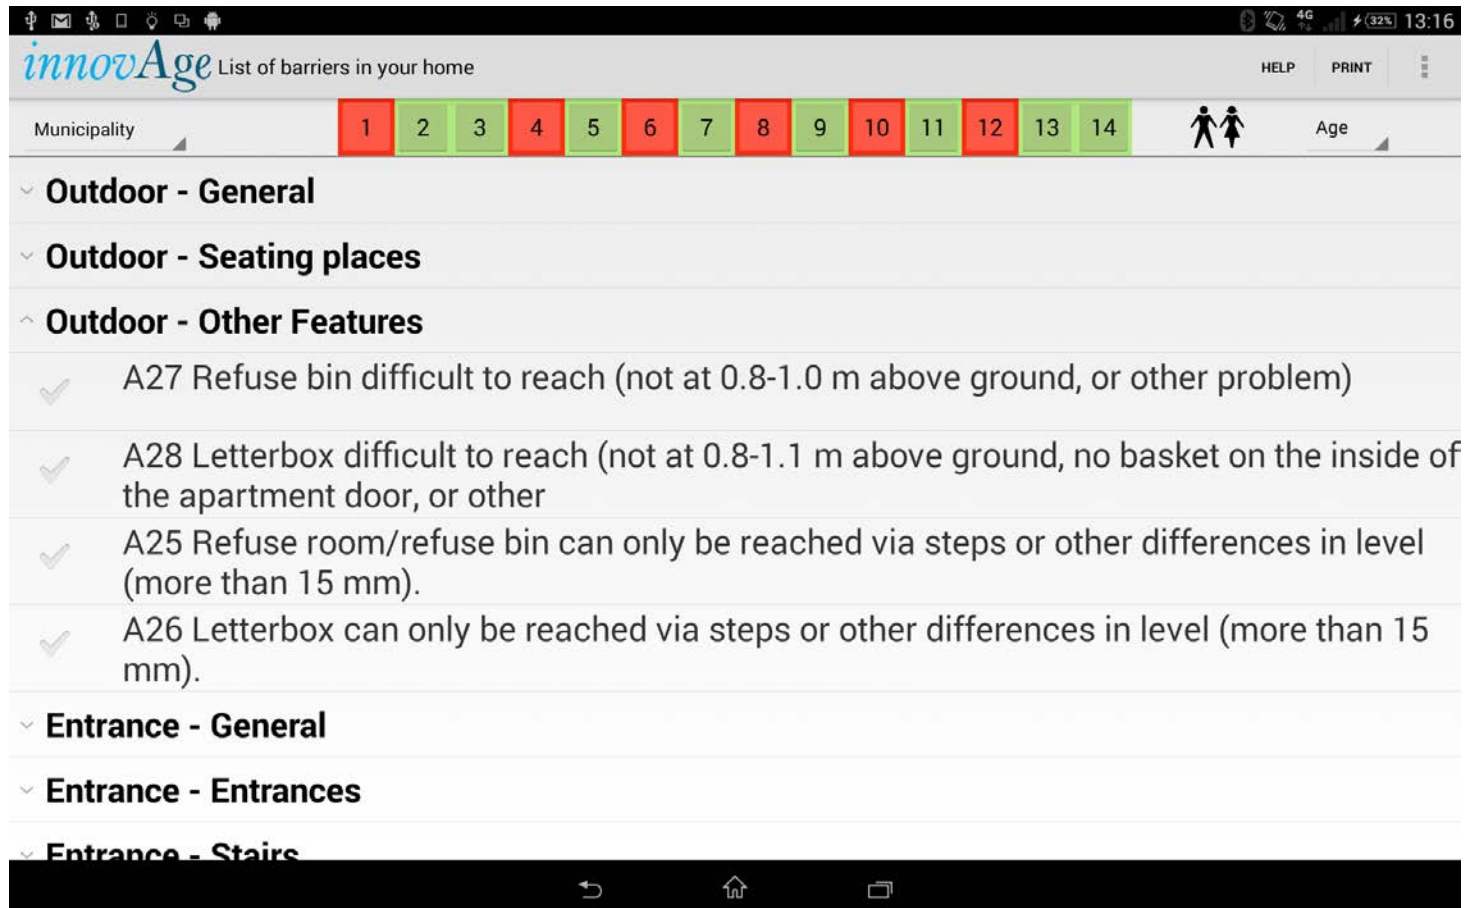 4G 32% 13:16
innovAge List of barriers in your home HELP PRINT
Municipality 1 2 3 4 5 6 7 8 9 10 11 12 13 14 Age
Outdoor - General
Outdoor - Seating places
Outdoor - Other Features
A27 Refuse bin difficult to reach (not at 0.8-1.0 m above ground, or other problem)
A28 Letterbox difficult to reach (not at 0.8-1.1 m above ground, no basket on the inside of
the apartment door, or other
A25 Refuse room/refuse bin can only be reached via steps or other differences in level
(more than 15 mm).
A26 Letterbox can only be reached via steps or other differences in level (more than 15
mm).
Entrance - General
Entrance - Entrances
Entrance - Stairs